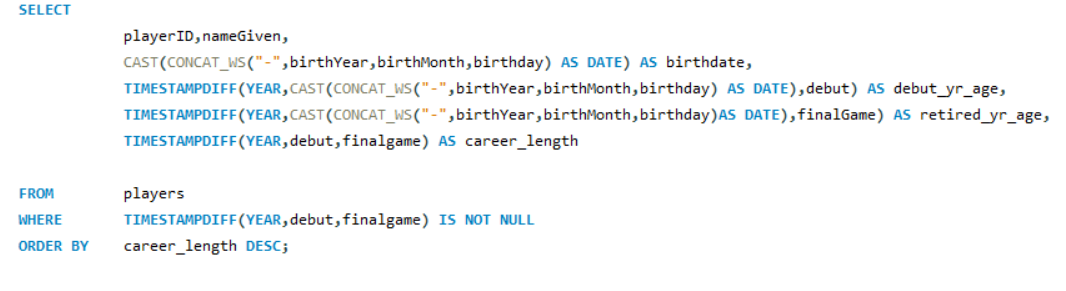 SELECT
playerID,nameGiven,
CAST(CONCAT_WS("-",birthYear,birthMonth,birthday) AS DATE) AS birthdate,
TIMESTAMPDIFF(YEAR,CAST(CONCAT_WS("-",birthYear,birthMonth,birthday) AS DATE),debut) AS debut_yr_age,
TIMESTAMPDIFF(YEAR,CAST(CONCAT_WS("-",birthYear,birthMonth,birthday)AS DATE),finalGame) AS retired_yr_age,
TIMESTAMPDIFF(YEAR,debut,finalgame) AS career_length
FROM players
WHERE TIMESTAMPDIFF(YEAR,debut,finalgame) IS NOT NULL
ORDER BY career_length DESC;